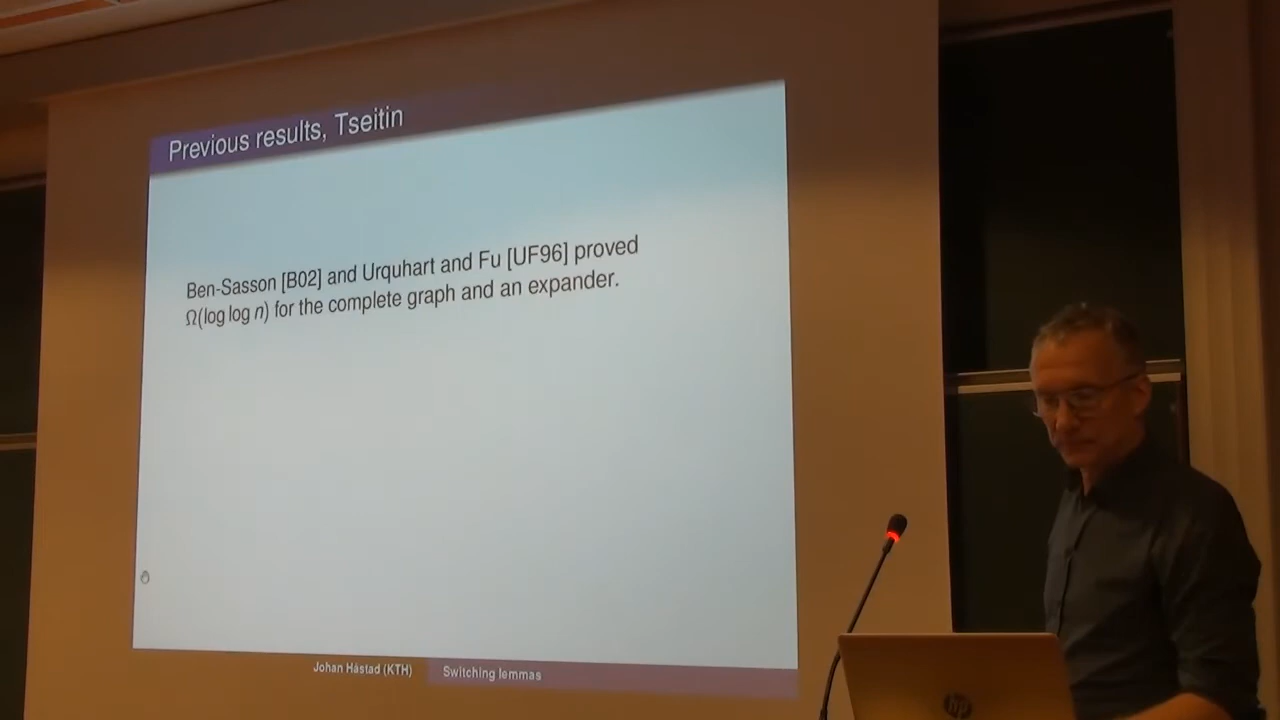 Previous results, Tseitin
Ben-Sasson [B02] and Urquhart and Fu [UF96] proved
Ω(log log n) for the complete graph and an expander.
Johan Håstad (KTH) Switching lemmas
hp